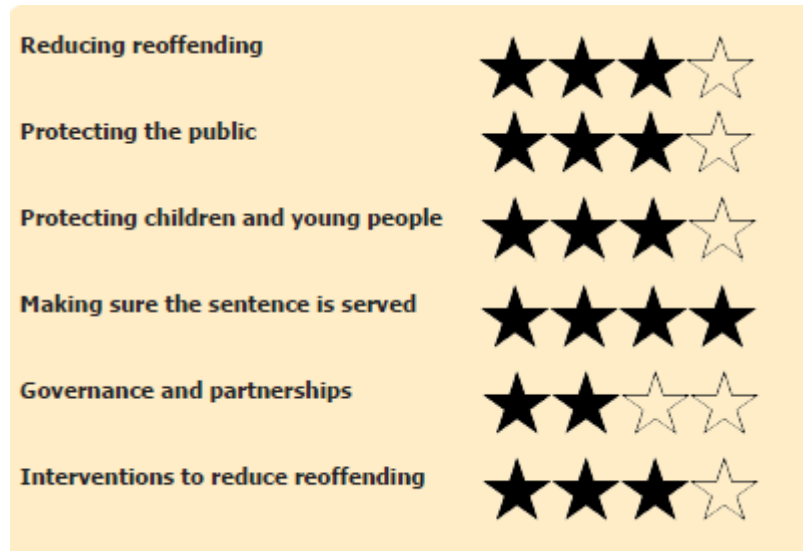 Reducing reoffending
Protecting the public
Protecting children and young people
Making sure the sentence is served
Governance and partnerships
Interventions to reduce reoffending